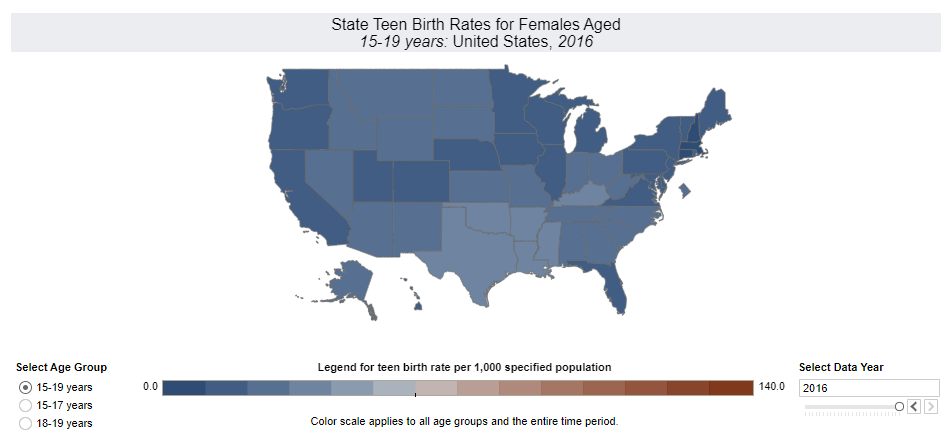 State Teen Birth Rates for Females Aged
15-19 years: United States, 2016
Select Age Group
15-19 years
15-17 years
18-19 years
Legend for teen birth rate per 1,000 specified population
0.0
140.0
Color scale applies to all age groups and the entire time period.
Select Data Year
2016